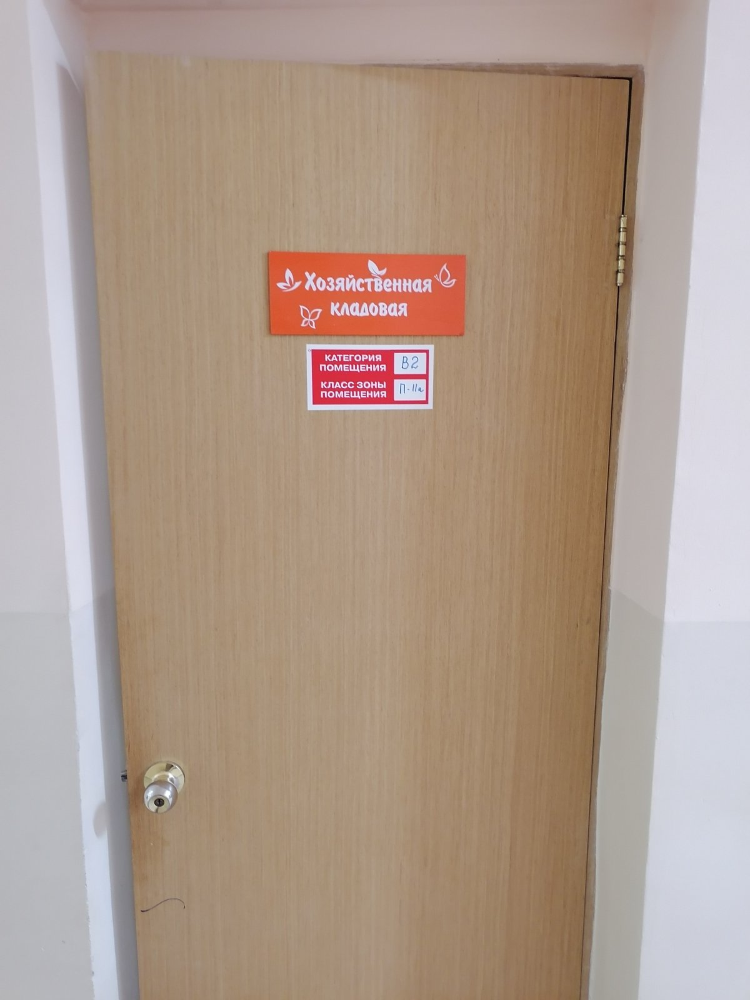 Хозяйственная
кладовая
КАТЕГОРИЯ
ПОМЕЩЕНИЯ
В2
КЛАСС ЗОНЫ
ПОМЕЩЕНИЯ
П-IIа